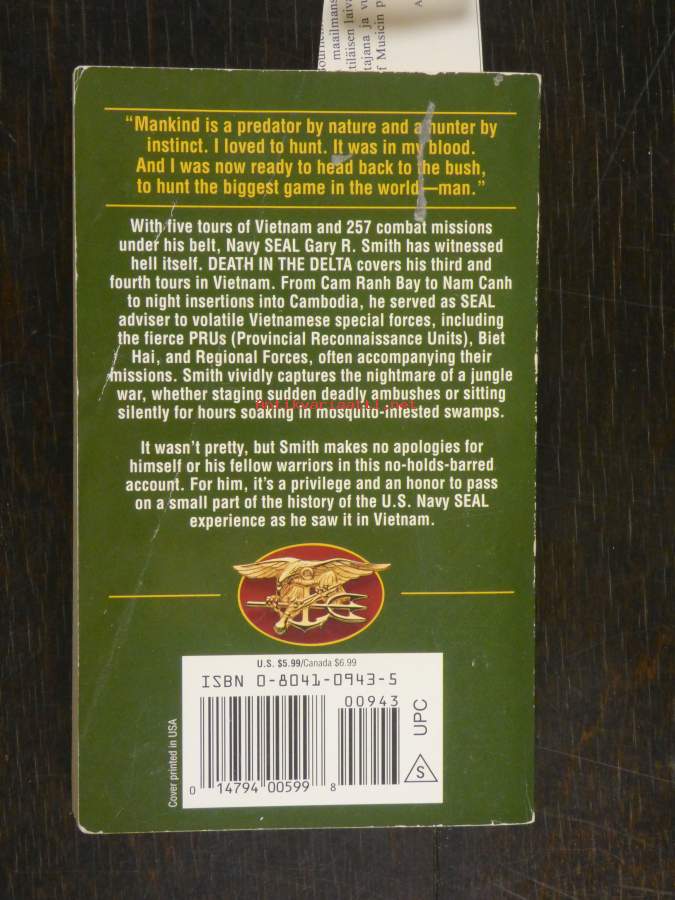 maailmans
tiläisen laiva
tajana ja vu
f Musicin p
A
“Mankind is a predator by nature and a hunter by
instinct. I loved to hunt. It was in my blood.
And I was now ready to head back to the bush,
to hunt the biggest game in the world—man.”
With five tours of Vietnam and 257 combat missions
under his belt, Navy SEAL Gary R. Smith has witnessed
hell itself. DEATH IN THE DELTA covers his third and
fourth tours in Vietnam. From Cam Ranh Bay to Nam Canh
to night insertions into Cambodia, he served as SEAL
adviser to volatile Vietnamese special forces, including
the fierce PRUs (Provincial Reconnaissance Units), Biet
Hai, and Regional Forces, often accompanying their
missions. Smith vividly captures the nightmare of a jungle
war, whether staging sudden deadly ambushes or sitting
silently for hours soaking in mosquito-infested swamps.
Antikvariaatti.net
It wasn't pretty, but Smith makes no apologies for
himself or his fellow warriors in this no-holds-barred
account. For him, it's a privilege and an honor to pass
on a small part of the history of the U.S. Navy SEAL
experience as he saw it in Vietnam.
U.S. $5.99/Canada $6.99
ISBN 0-8041-0943-5
00943
UPC
S
0 14794 00599 8
Cover printed in USA